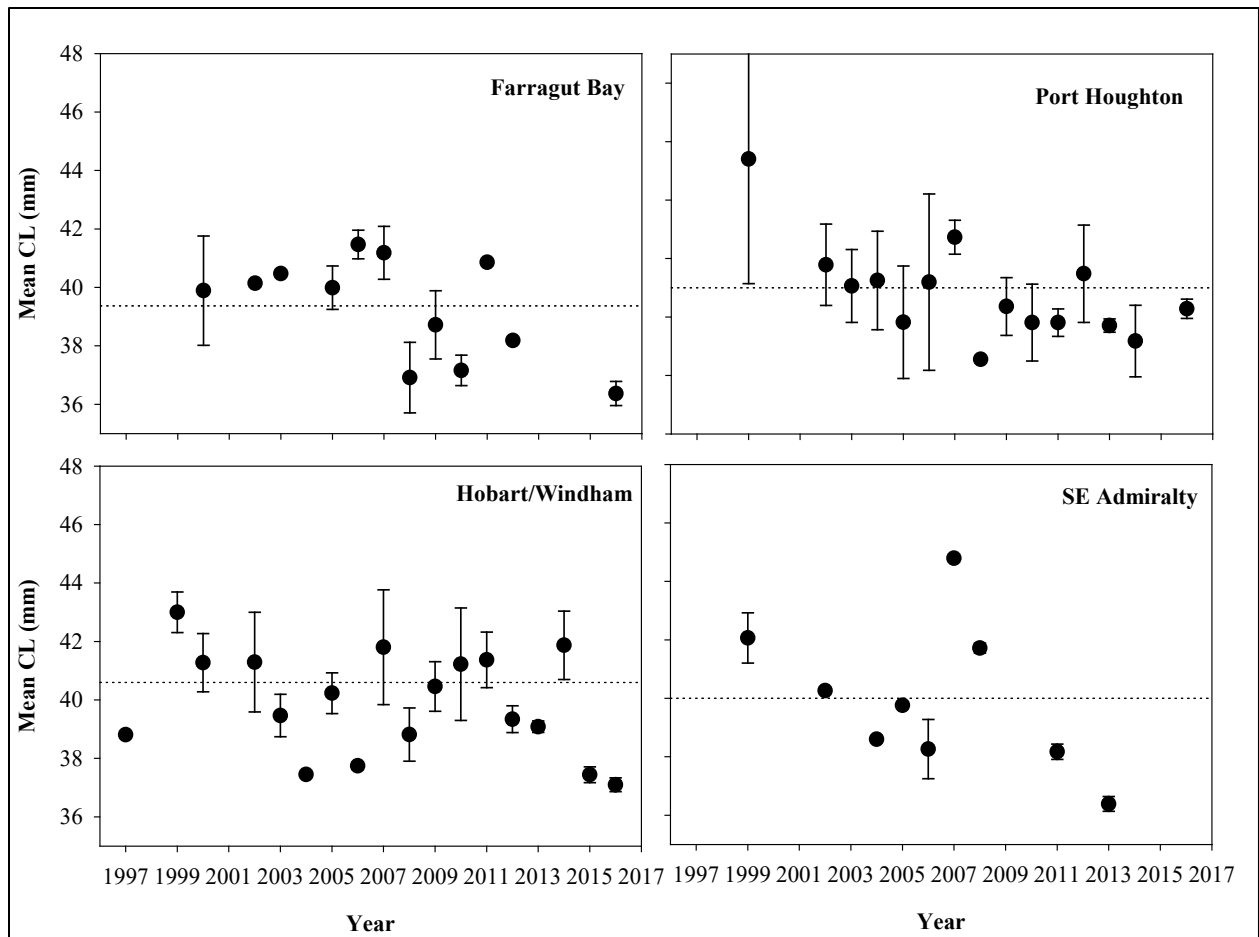 Farragut Bay
Port Houghton
48
46
44
42
40
38
36
Mean CL (mm)
Hobart/Windham
SE Admiralty
48
46
44
42
40
38
36
Mean CL (mm)
1997 1999 2001 2003 2005 2007 2009 2011 2013 2015 2017
1997 1999 2001 2003 2005 2007 2009 2011 2013 2015 2017
Year
Year